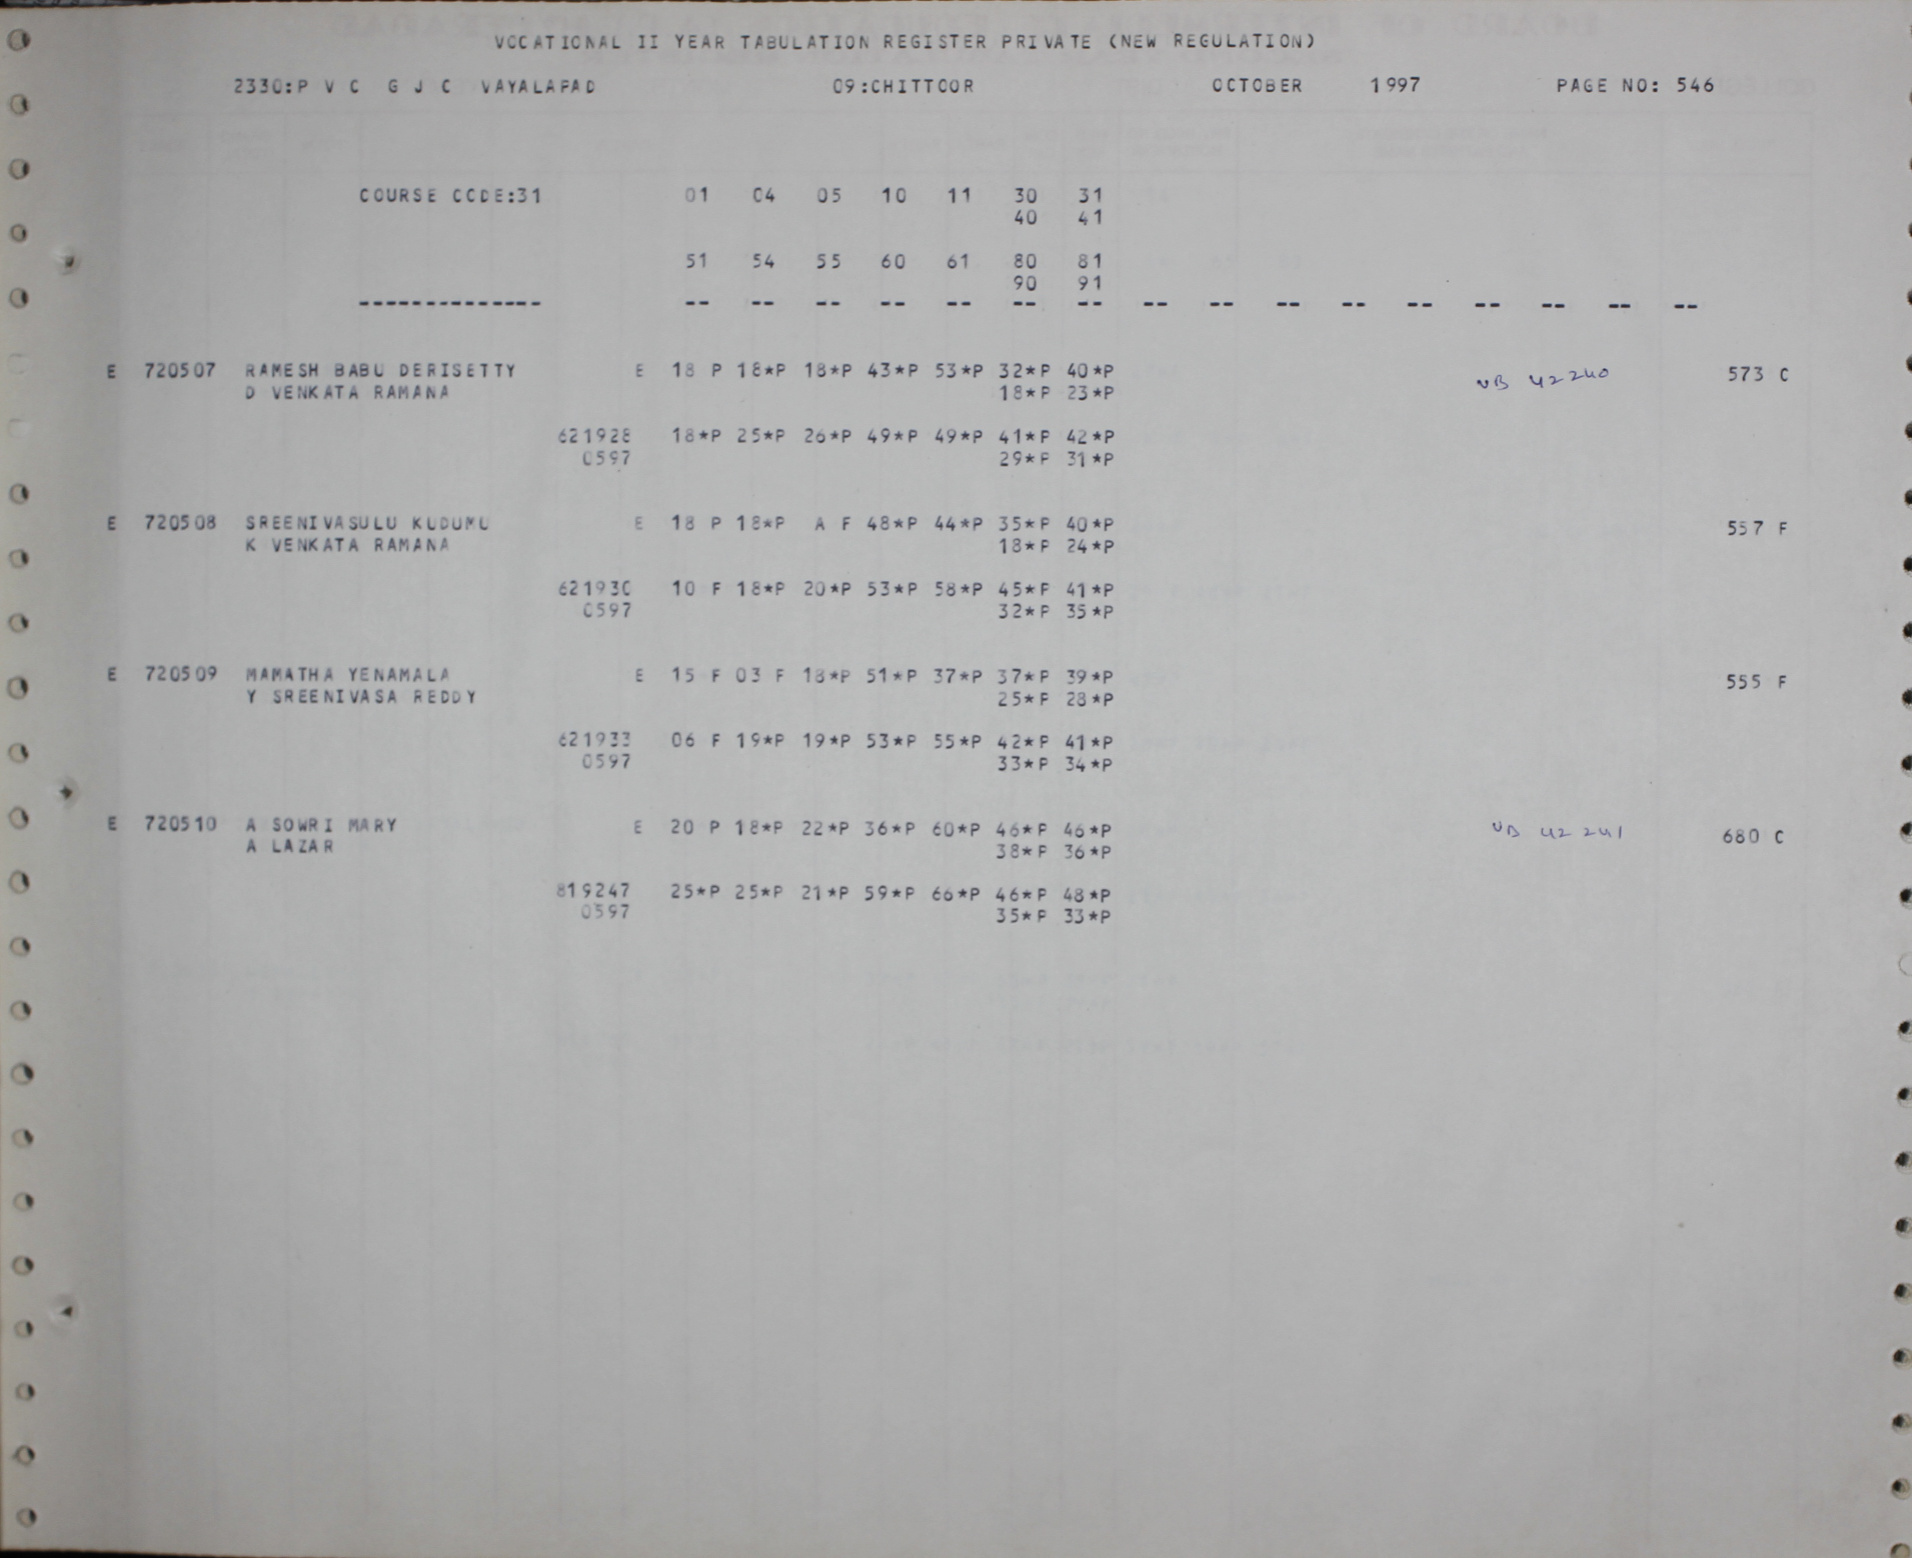 VOCATIONAL II YEAR TABULATION REGISTER PRIVATE (NEW REGULATION)
2330:P V C G J C VAYALAPAD 09:CHITTOOR OCTOBER 1997 PAGE NO: 546
COURSE CODE:31 01 04 05 10 11 30 31
40 41
51 54 55 60 61 80 81
90 91
-------------- -- -- -- -- -- -- -- -- -- -- -- -- -- -- -- --
E 720507 RAMESH BABU DERISETTY E 18 P 18*P 18*P 43*P 53*P 32*P 40*P VB 42240 573 C
D VENKATA RAMANA 18*P 23*P
621928 18*P 25*P 26*P 49*P 49*P 41*P 42*P
0597 29*P 31*P
E 720508 SREENIVASULU KUDUMU E 18 P 18*P A F 48*P 44*P 35*P 40*P 557 F
K VENKATA RAMANA 18*P 24*P
621930 10 F 18*P 20*P 53*P 58*P 45*P 41*P
0597 32*P 35*P
E 720509 MAMATHA YENAMALA E 15 F 03 F 18*P 51*P 37*P 37*P 39*P 555 F
Y SREENIVASA REDDY 25*P 28*P
621933 06 F 19*P 19*P 53*P 55*P 42*P 41*P
0597 33*P 34*P
E 720510 A SOWRI MARY E 20 P 18*P 22*P 36*P 60*P 46*P 46*P VB 42241 680 C
A LAZAR 38*P 36*P
819247 25*P 25*P 21*P 59*P 66*P 46*P 48*P
0597 35*P 33*P